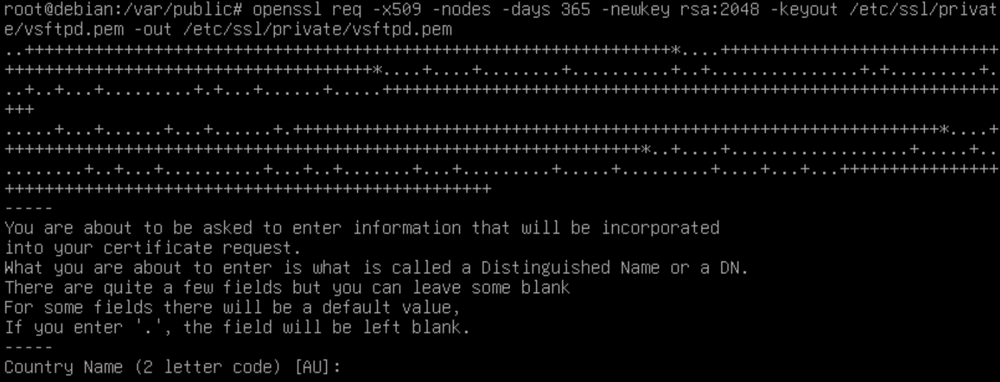 root@debian:/var/public# openssl req -x509 -nodes -days 365 -newkey rsa:2048 -keyout /etc/ssl/privat
e/vsftpd.pem -out /etc/ssl/private/vsftpd.pem
..+++++++++++++++++++++++++++++++++++++++++++++++++++++++++++++++++*....++++++++++++++++++++++++++++
+++++++++++++++++++++++++++++++++++++*....+....+........+..........+..+...............+.+.........+.
..+..+...+.........+.+...+......+.....++++++++++++++++++++++++++++++++++++++++++++++++++++++++++++++
+++
.....+...+......+...+......+.+++++++++++++++++++++++++++++++++++++++++++++++++++++++++++++++++*....+
++++++++++++++++++++++++++++++++++++++++++++++++++++++++++++++++*..+....+..................+.....+..
........+..+...+..........+...+..+.......+...+.........+.....+.........+....+...+...++++++++++++++++
+++++++++++++++++++++++++++++++++++++++++++++++++
-----
You are about to be asked to enter information that will be incorporated
into your certificate request.
What you are about to enter is what is called a Distinguished Name or a DN.
There are quite a few fields but you can leave some blank
For some fields there will be a default value,
If you enter '.', the field will be left blank.
-----
Country Name (2 letter code) [AU]: